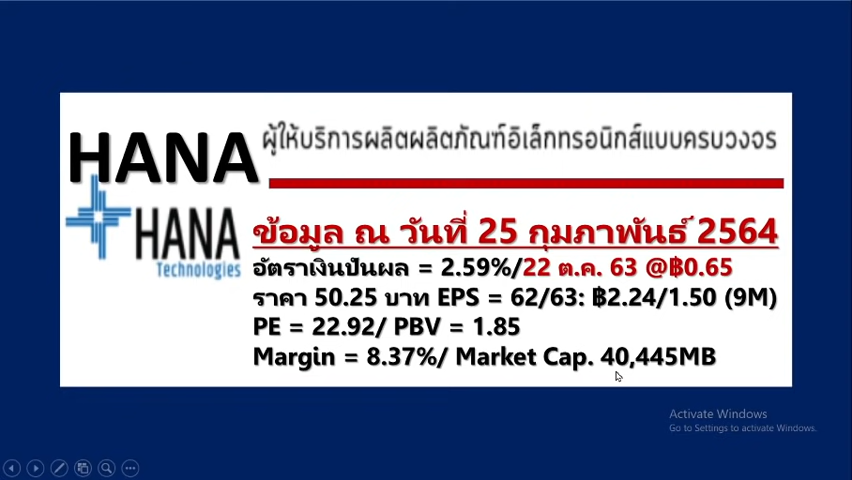 HANA
ผู้ให้บริการผลิตผลิตภัณฑ์อิเล็กทรอนิกส์แบบครบวงจร
HANA
Technologies
ข้อมูล ณ วันที่ 25 กุมภาพันธ์ 2564
อัตราเงินปันผล = 2.59%/22 ต.ค. 63 @฿0.65
ราคา 50.25 บาท EPS = 62/63: ฿2.24/1.50 (9M)
PE = 22.92/ PBV = 1.85
Margin = 8.37%/ Market Cap. 40,445MB
Activate Windows
Go to Settings to activate Windows.